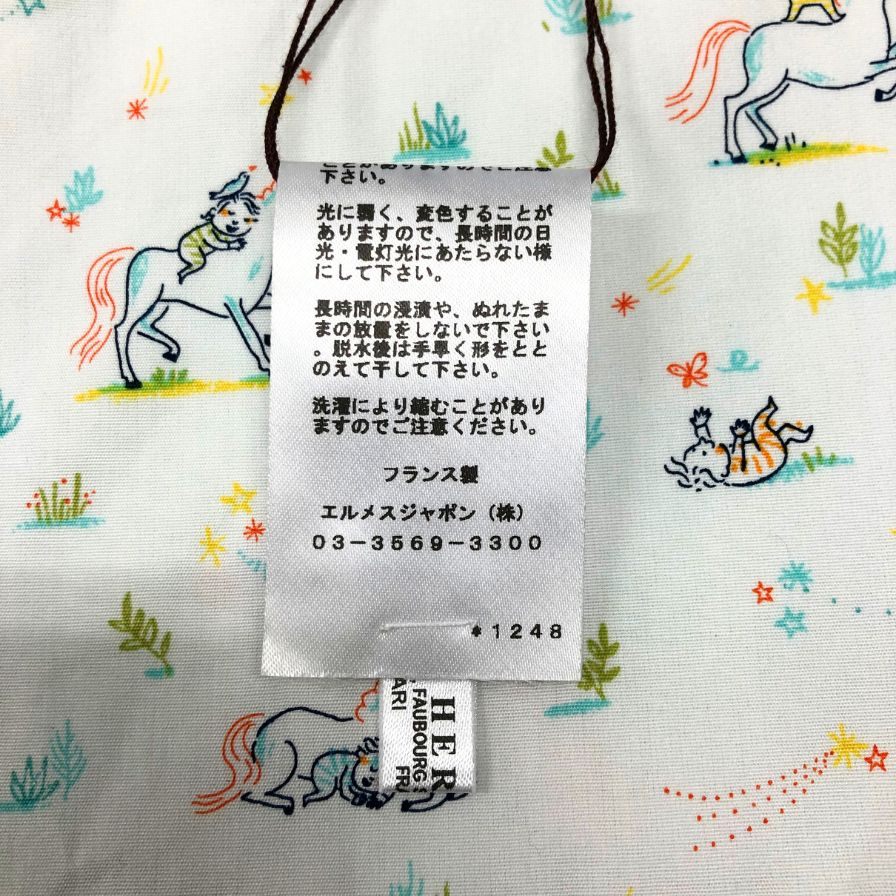 ことがありますのでご注意
下さい。
光に弱く、変色することが
ありますので、長時間の日
光・電灯光にあたらない様
にして下さい。
長時間の浸漬や、ぬれたま
まの放置をしないで下さい
。脱水後は手早く形をとと
のえて干して下さい。
洗濯により縮むことがあり
ますのでご注意ください。
フランス製
エルメスジャポン（株）
03-3569-3300
*1248
HER
FAUBOURG
ARI
FR